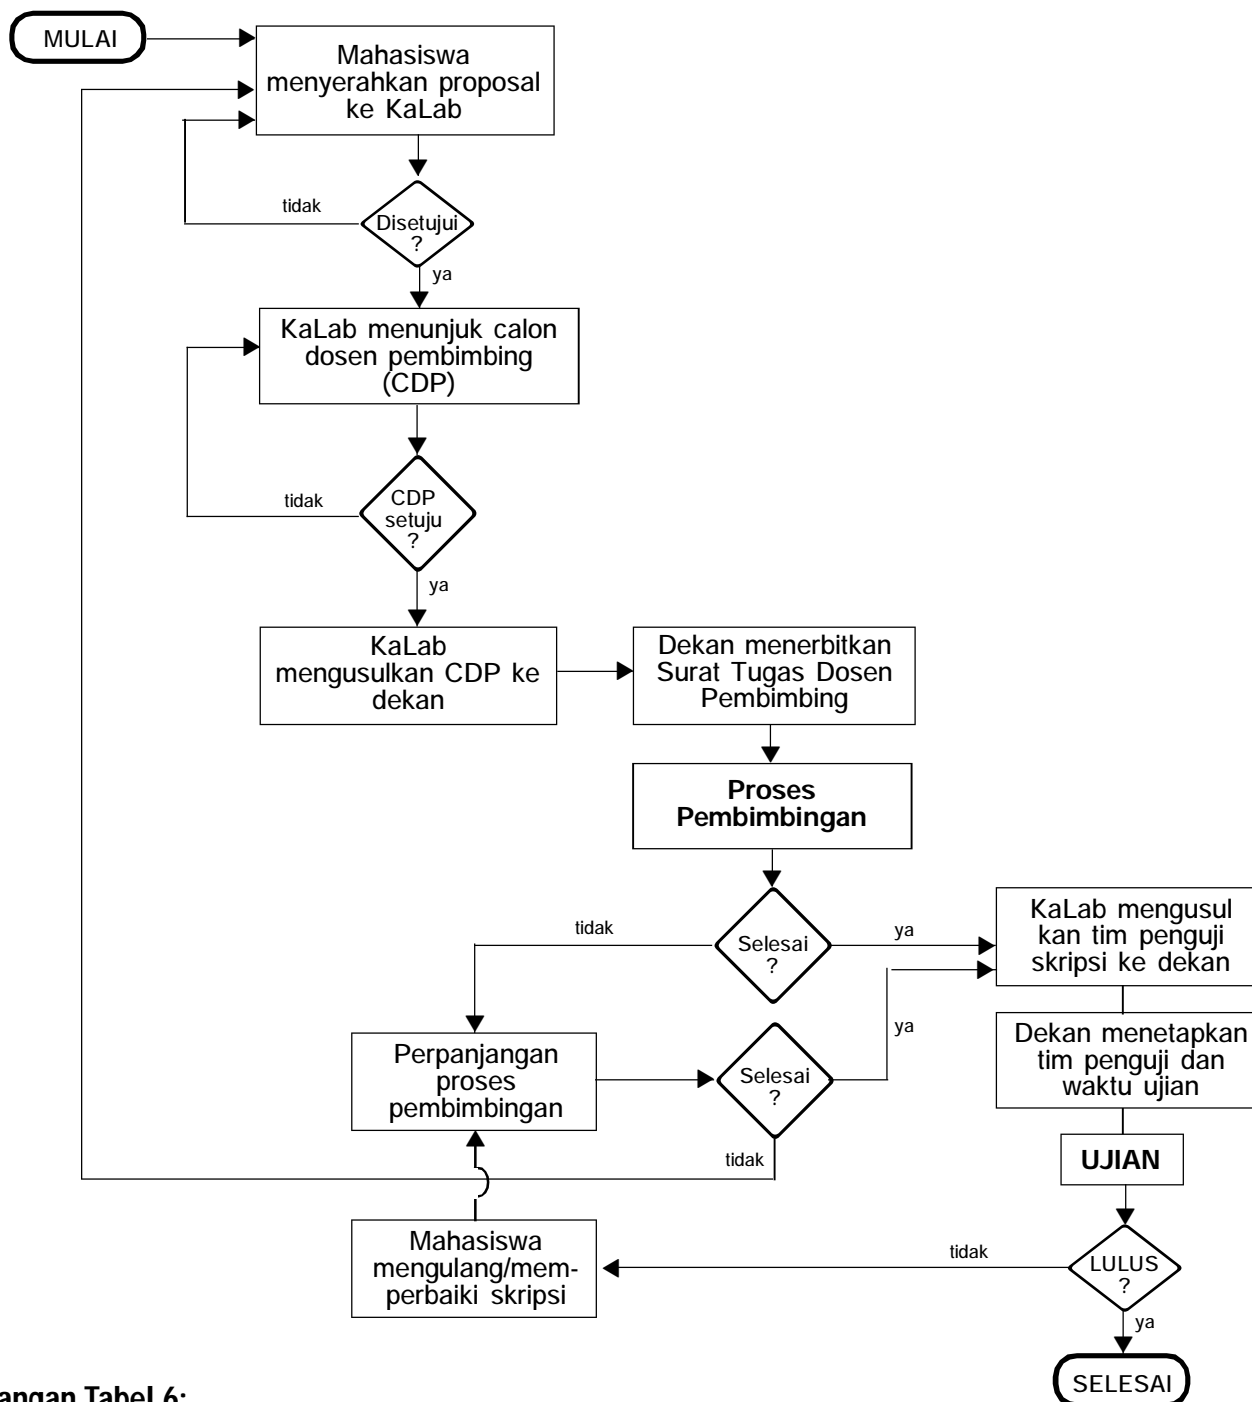 MULAI
Mahasiswa
menyerahkan proposal
ke KaLab
tidak
Disetujui
?
ya
KaLab menunjuk calon
dosen pembimbing
(CDP)
tidak
CDP
setuju
?
ya
KaLab
mengusulkan CDP ke
dekan
Dekan menerbitkan
Surat Tugas Dosen
Pembimbing
Proses
Pembimbingan
tidak
Selesai
?
ya
KaLab mengusul
kan tim penguji
skripsi ke dekan
Perpanjangan
proses
pembimbingan
Selesai
?
ya
tidak
Dekan menetapkan
tim penguji dan
waktu ujian
UJIAN
Mahasiswa
mengulang/mem-
perbaiki skripsi
tidak
LULUS
?
ya
SELESAI
angan Tabel 6: